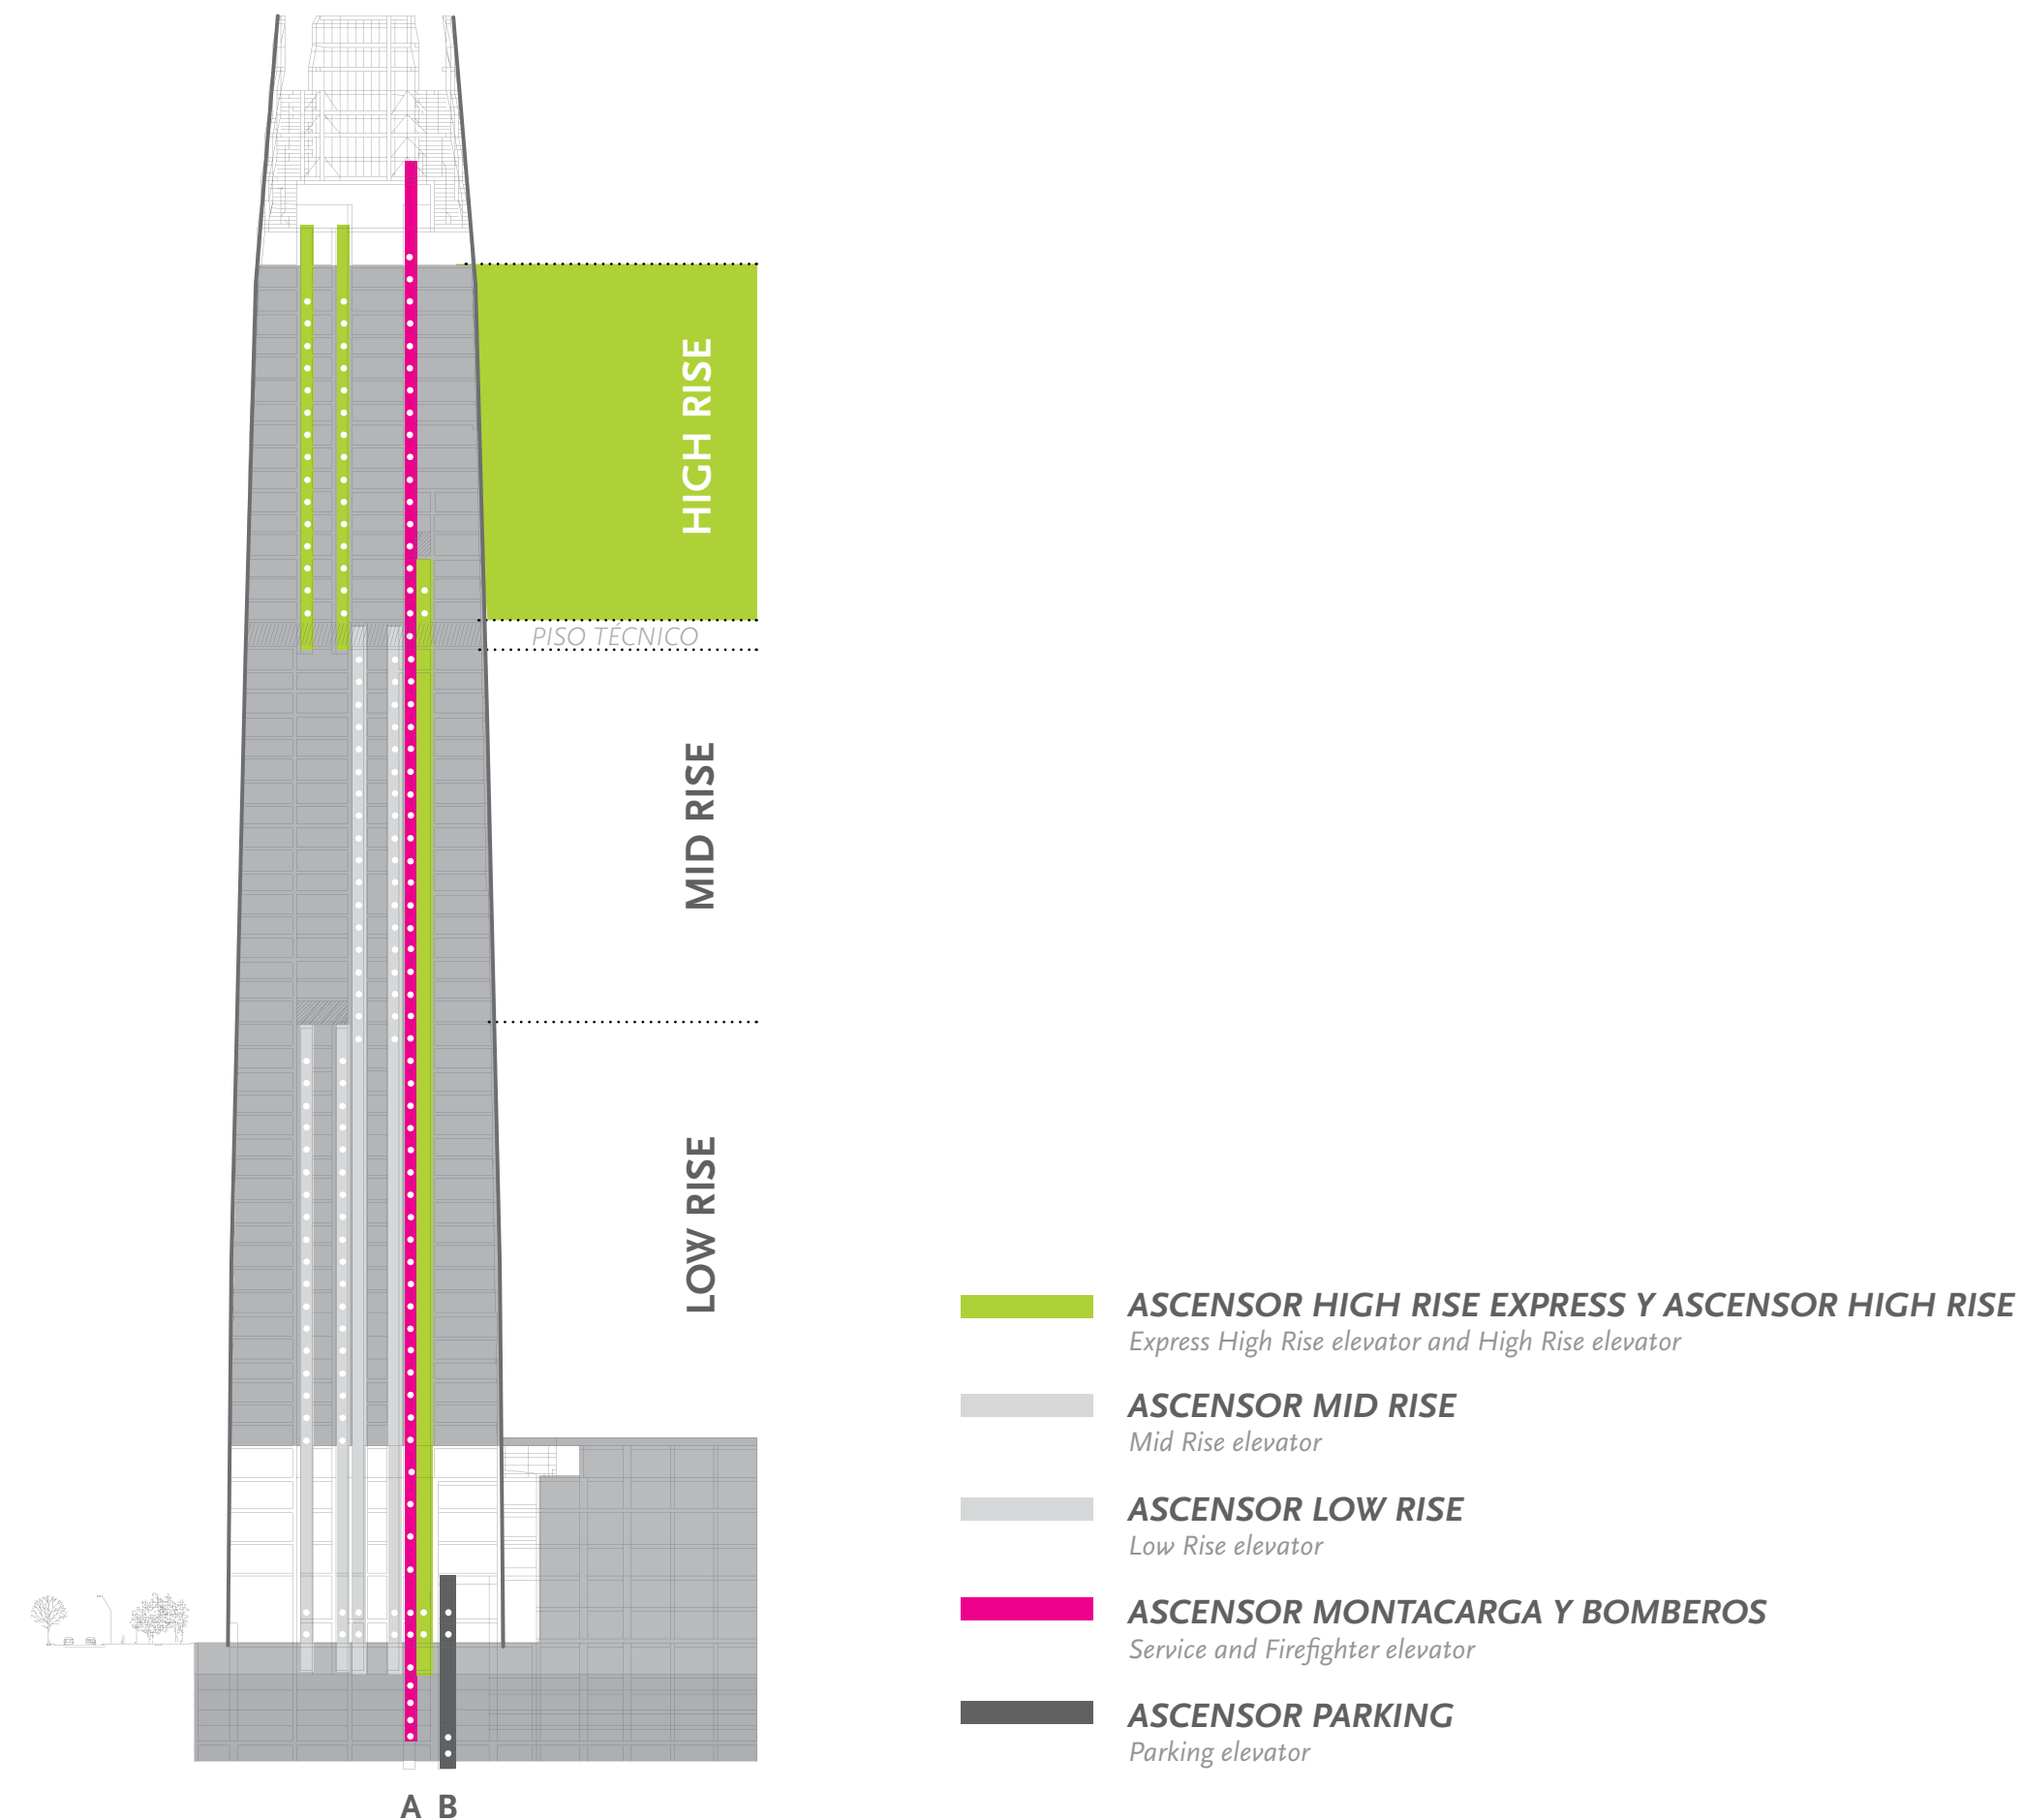 HIGH RISE
PISO TÉCNICO
MID RISE
LOW RISE
ASCENSOR HIGH RISE EXPRESS Y ASCENSOR HIGH RISE
Express High Rise elevator and High Rise elevator
ASCENSOR MID RISE
Mid Rise elevator
ASCENSOR LOW RISE
Low Rise elevator
ASCENSOR MONTACARGA Y BOMBEROS
Service and Firefighter elevator
ASCENSOR PARKING
Parking elevator
A B